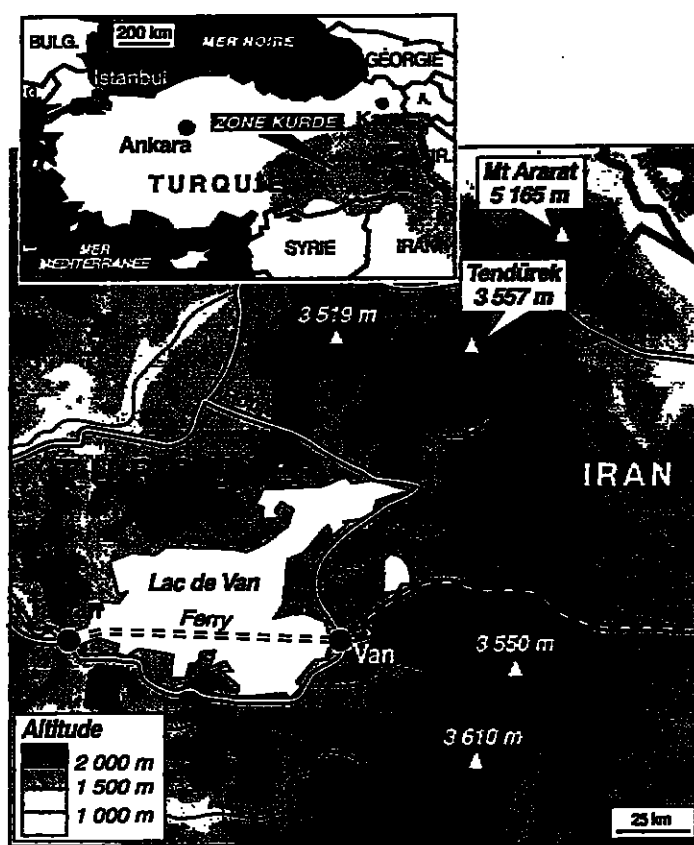 200 km
BULG.
MER NOIRE
GÉORGIE
Istanbul
A.
Ankara
ZONE KURDE
TURQUIE
MER
MEDITERRANEE
SYRIE
IRAN
Mt Ararat
5 165 m
Tendürek
3 557 m
3 519 m
IRAN
Lac de Van
Ferry
Van
3 550 m
3 610 m
Altitude
2 000 m
1 500 m
1 000 m
25 km